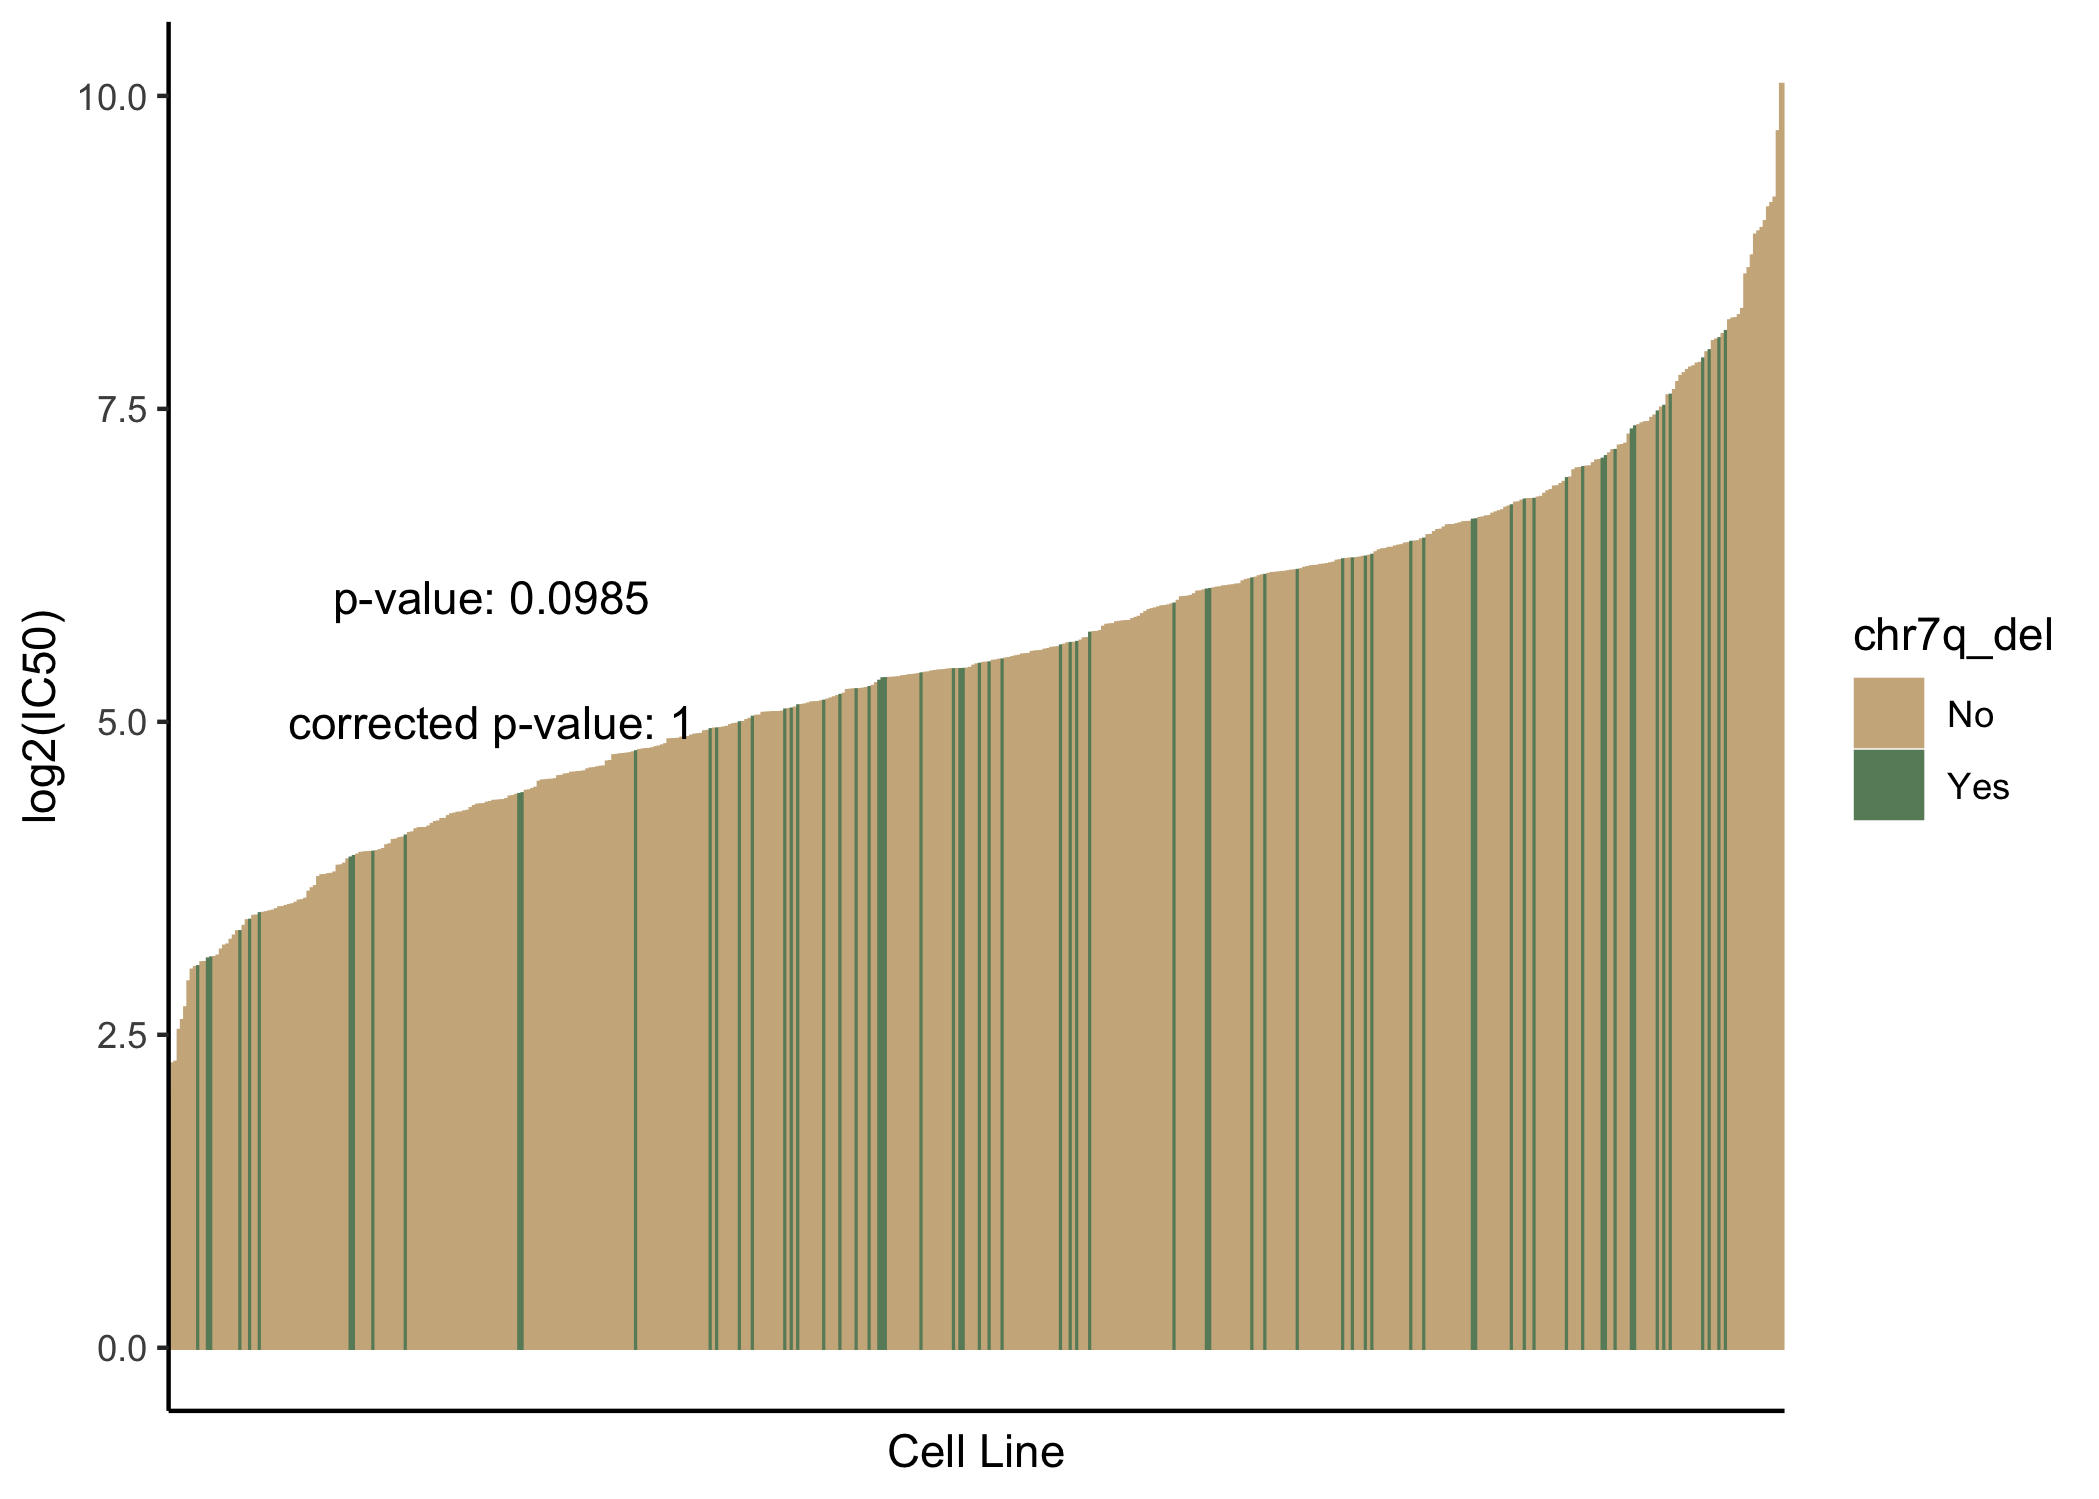 10.0
7.5
5.0
2.5
0.0
log2(IC50)
p-value: 0.0985
corrected p-value: 1
Cell Line
chr7q_del
No
Yes